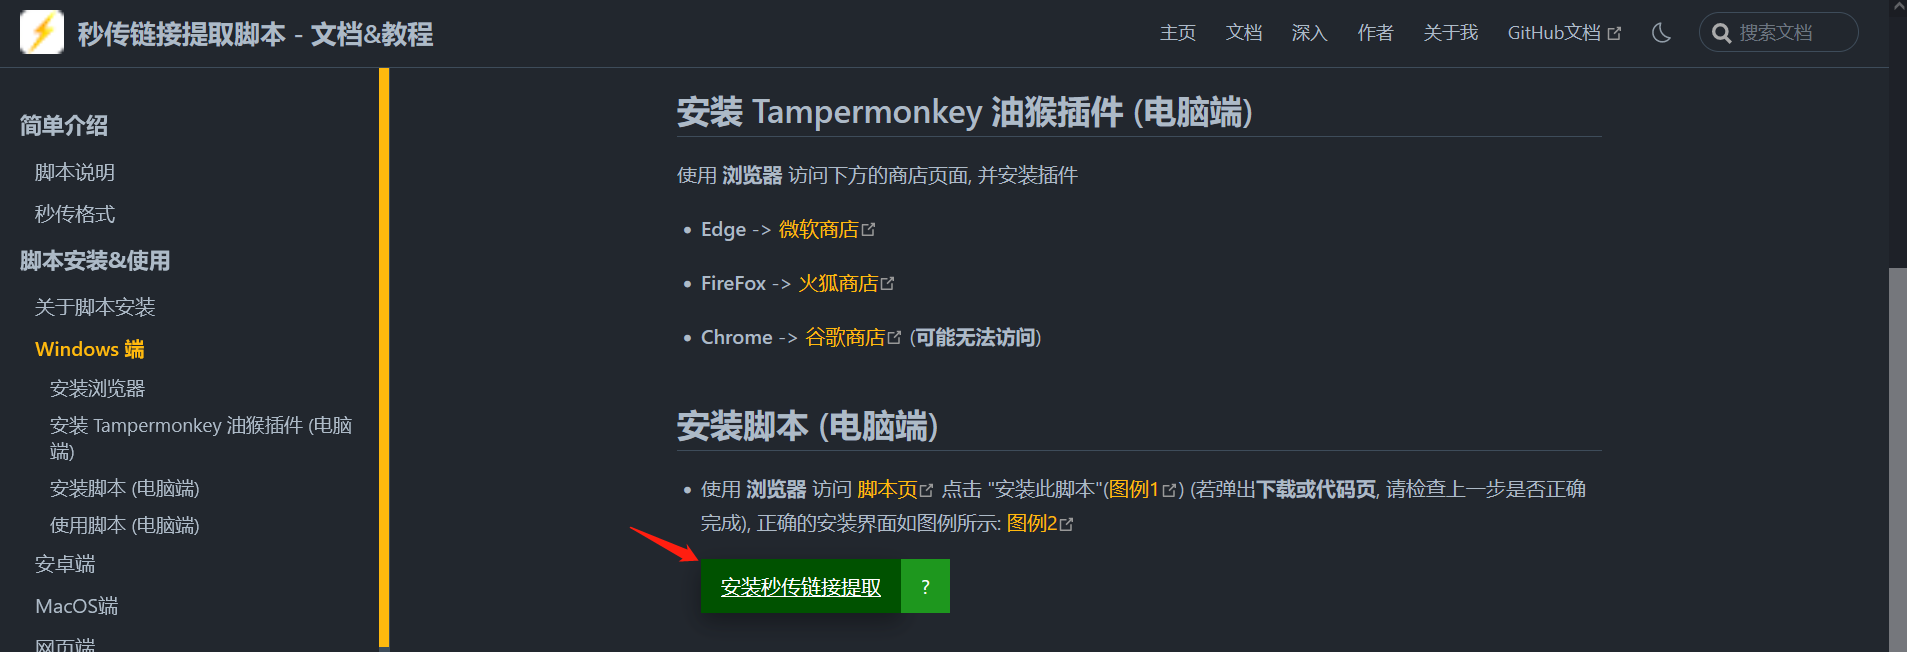 秒传链接提取脚本 - 文档&教程
主页 文档 深入 作者 关于我 GitHub文档 搜索文档
简单介绍
脚本说明
秒传格式
脚本安装&使用
关于脚本安装
Windows 端
安装浏览器
安装 Tampermonkey 油猴插件 (电脑
端)
安装脚本 (电脑端)
使用脚本 (电脑端)
安卓端
MacOS端
网页端
安装 Tampermonkey 油猴插件 (电脑端)
使用 浏览器 访问下方的商店页面, 并安装插件
• Edge -> 微软商店
• FireFox -> 火狐商店
• Chrome -> 谷歌商店 (可能无法访问)
安装脚本 (电脑端)
• 使用 浏览器 访问 脚本页 点击 "安装此脚本"(图例1) (若弹出下载或代码页, 请检查上一步是否正确
完成), 正确的安装界面如图例所示: 图例2
安装秒传链接提取 ?